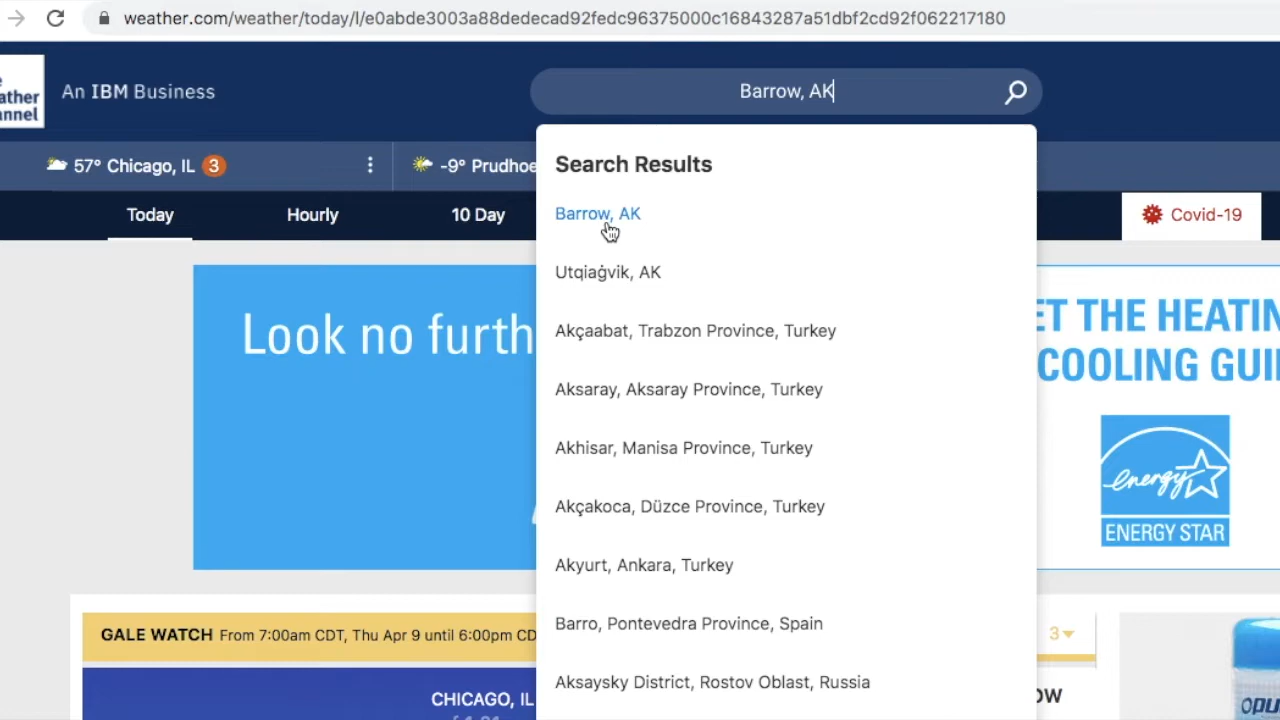 weather.com/weather/today/l/e0abde3003a88dedecad92fedc96375000c16843287a51dbf2cd92f062217180
An IBM Business
Barrow, AK
57° Chicago, IL 3
-9° Prudhoe
Search Results
Today
Hourly
10 Day
Covid-19
Barrow, AK
Utqiaġvik, AK
Akçaabat, Trabzon Province, Turkey
Aksaray, Aksaray Province, Turkey
Akhisar, Manisa Province, Turkey
Akçakoca, Düzce Province, Turkey
Akyurt, Ankara, Turkey
Barro, Pontevedra Province, Spain
Aksaysky District, Rostov Oblast, Russia
Look no furth
ET THE HEATIN
COOLING GUI
energy
ENERGY STAR
GALE WATCH From 7:00am CDT, Thu Apr 9 until 6:00pm CD
3
CHICAGO, IL
OW